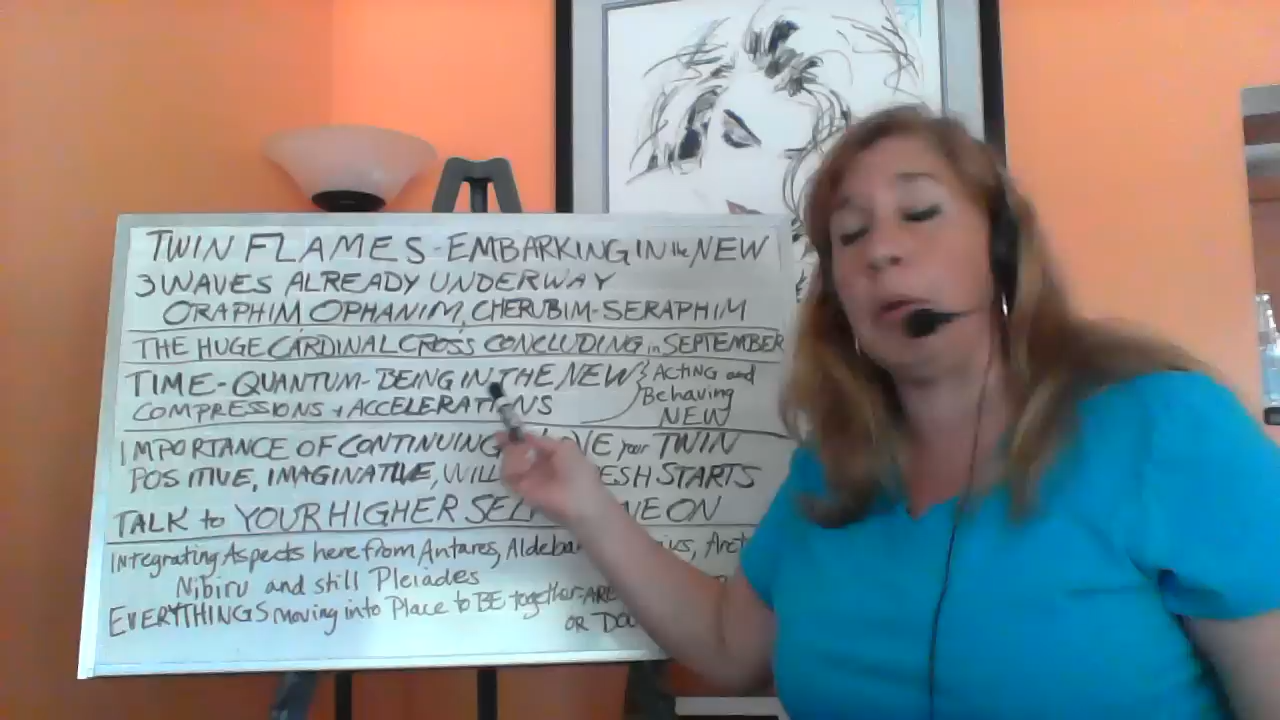 TWIN FLAMES - EMBARKING IN the NEW
3 WAVES ALREADY UNDERWAY
ORAPHIM OPHANIM, CHERUBIM-SERAPHIM
THE HUGE CARDINAL CROSS CONCLUDING in SEPTEMBER
TIME-QUANTUM-BEING IN THE NEW
COMPRESSIONS + ACCELERATIONS
ACTING and
Behaving
NEW
IMPORTANCE OF CONTINUING your TWIN
POSITIVE, IMAGINATIVE, STARTS
TALK to YOUR HIGHER ON
Integrating Aspects here from Antares,
Nibiru and still Pleiades
EVERYTHINGS moving into Place to BE together-ARE
OR